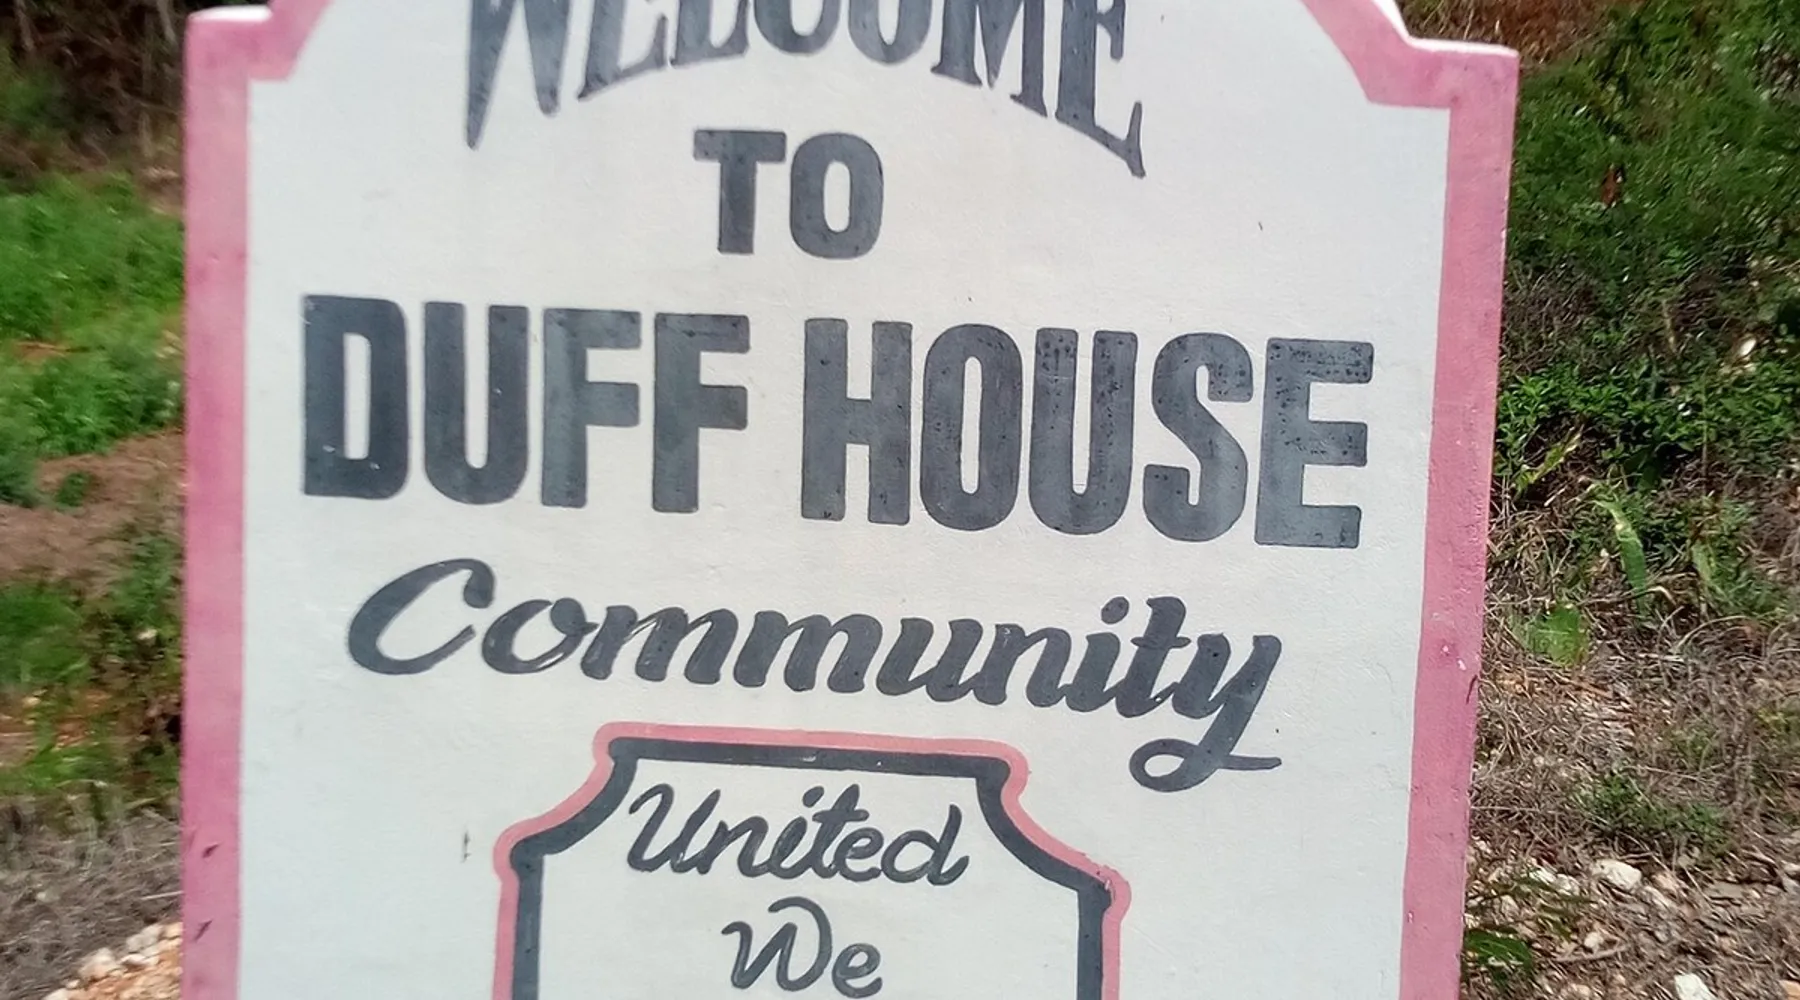 WELCOME
TO
DUFF HOUSE
Community
United
We